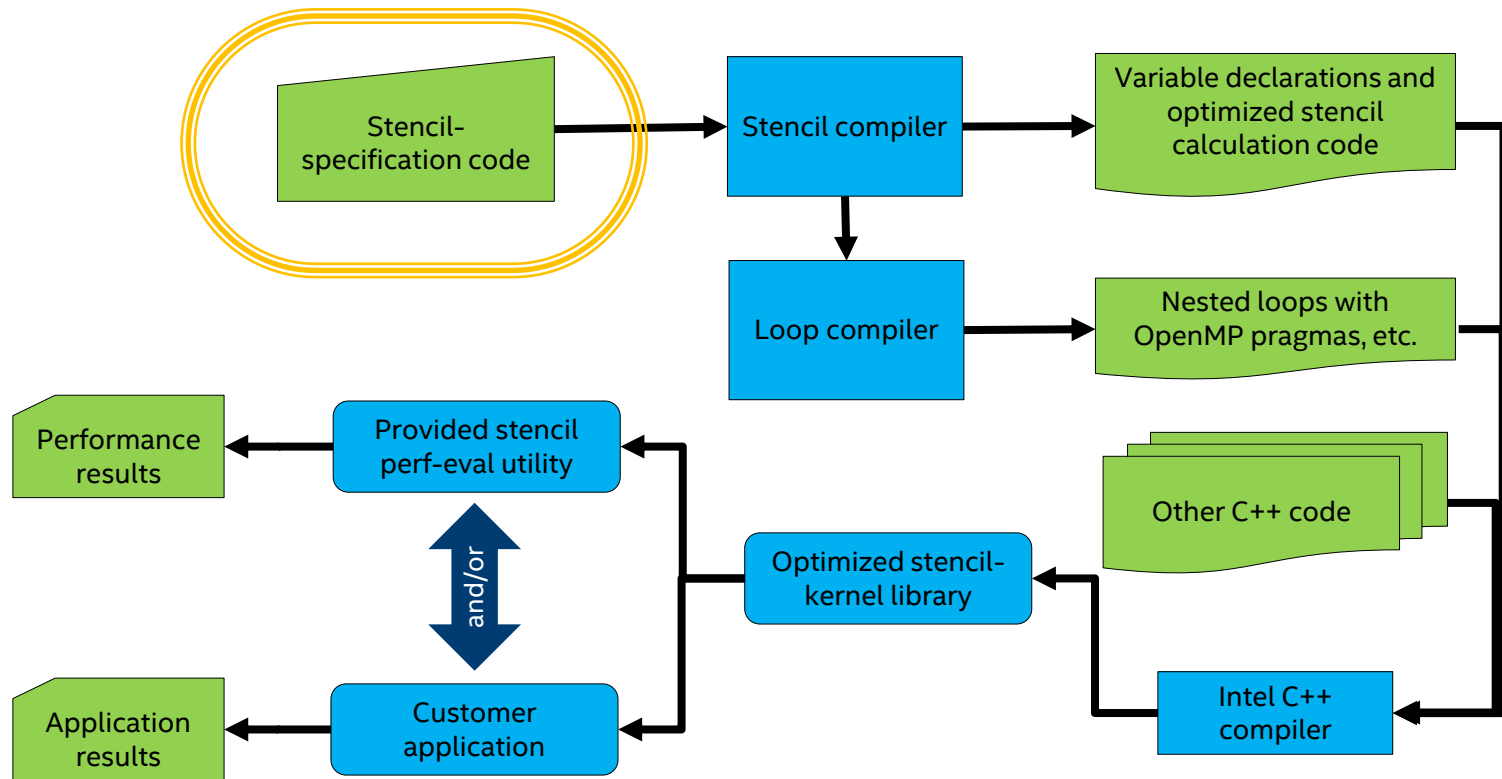 Stencil-
specification code
Stencil compiler
Variable declarations and
optimized stencil
calculation code
Loop compiler
Nested loops with
OpenMP pragmas, etc.
Performance
results
Provided stencil
perf-eval utility
Other C++ code
and/or
Optimized stencil-
kernel library
Application
results
Customer
application
Intel C++
compiler